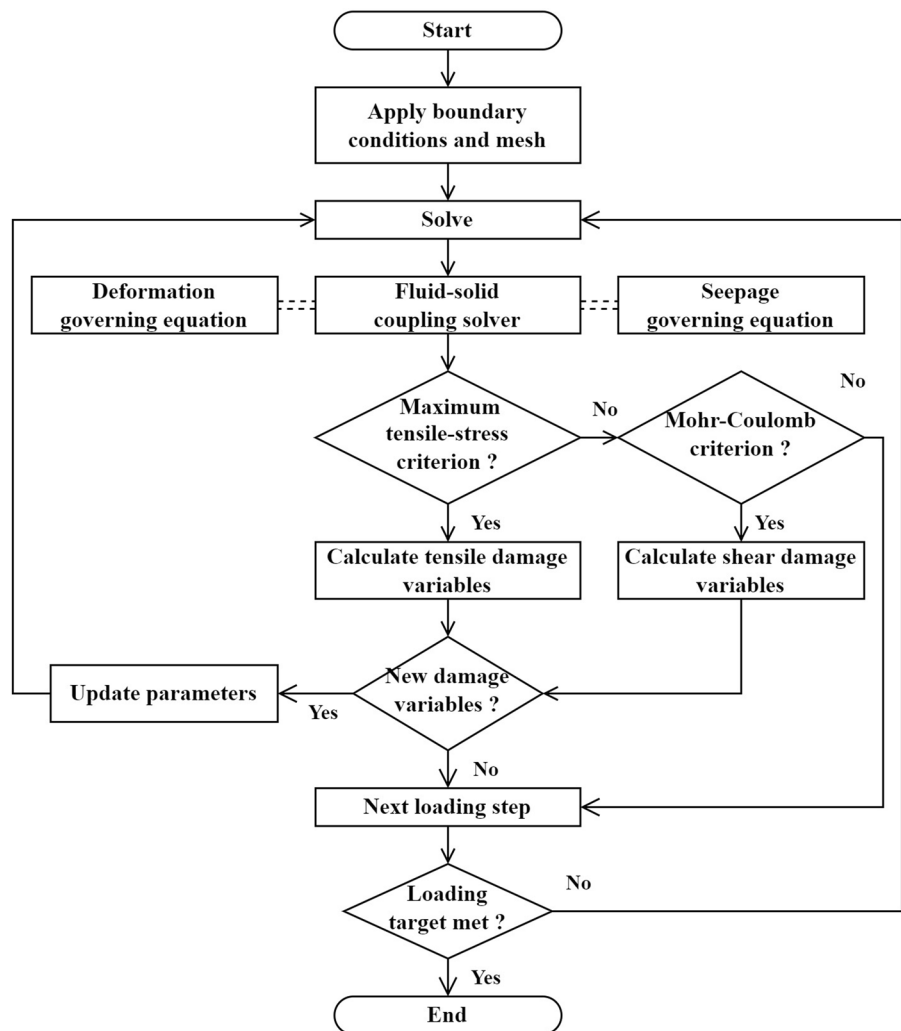 Start
Apply boundary
conditions and mesh
Solve
Deformation
governing equation
Fluid-solid
coupling solver
Seepage
governing equation
Maximum
tensile-stress
criterion ?
No
Mohr-Coulomb
criterion ?
No
Yes
Yes
Calculate tensile damage
variables
Calculate shear damage
variables
New damage
variables ?
Update parameters
Yes
No
Next loading step
Loading
target met ?
No
Yes
End